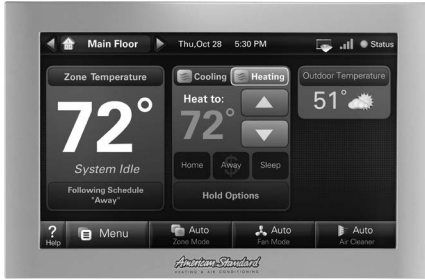 Main Floor
Thu,Oct 28 5:30 PM
Status
Zone Temperature
72°
System Idle
Following Schedule
"Away"
Cooling
Heating
Heat to:
72°
Home
Away
Sleep
Hold Options
Outdoor Temperature
51°
?
Help
Menu
Auto
Zone Mode
Auto
Fan Mode
Auto
Air Cleaner
American Standard
HEATING & AIR CONDITIONING